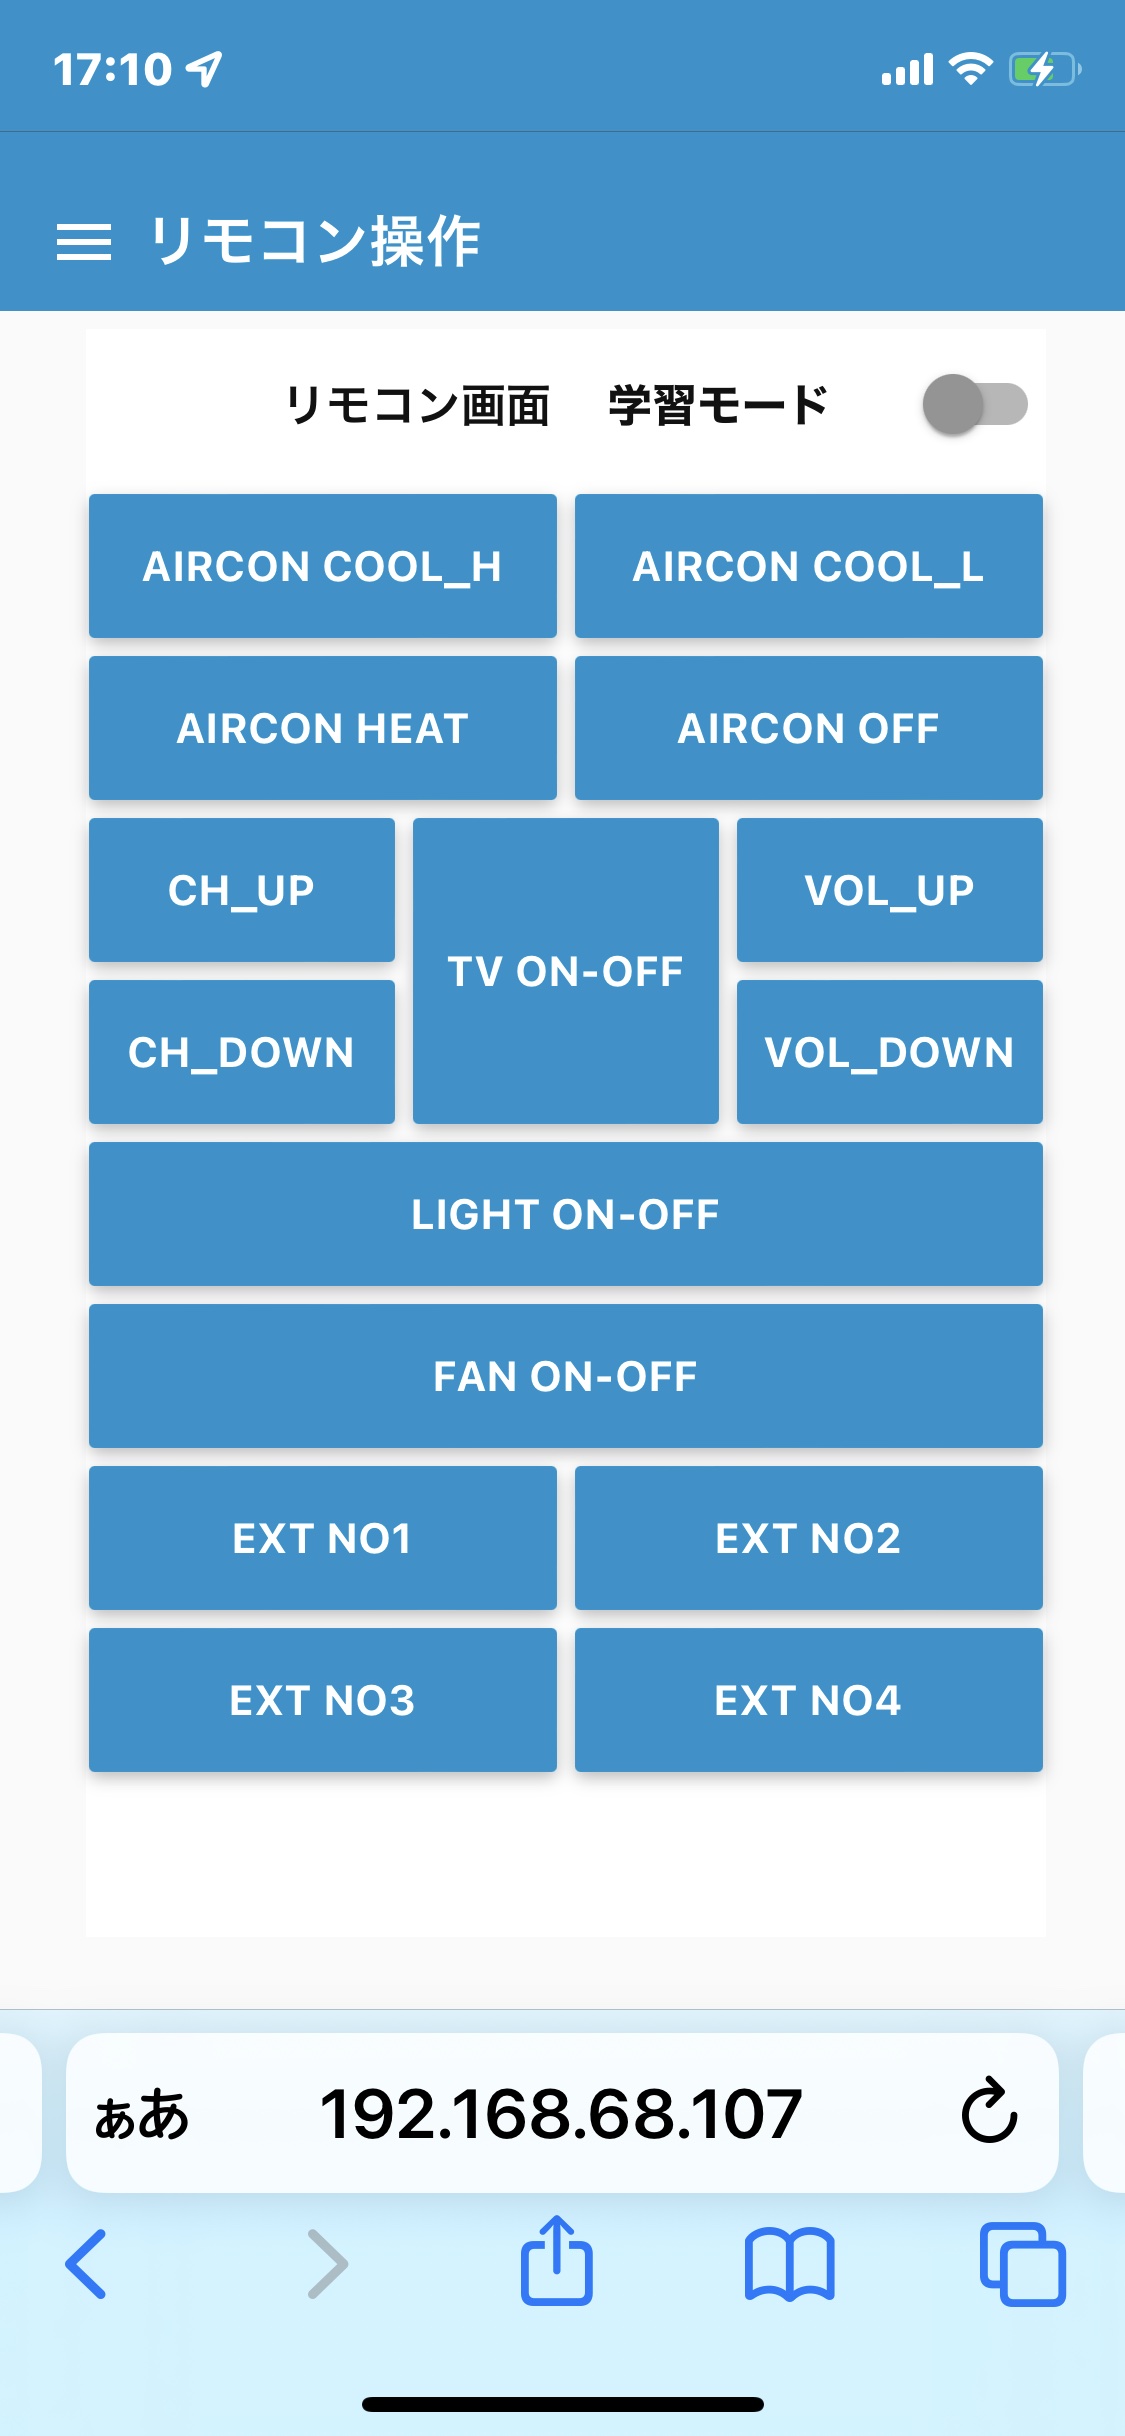 17:10
リモコン操作
リモコン画面 学習モード
AIRCON COOL_H
AIRCON COOL_L
AIRCON HEAT
AIRCON OFF
CH_UP
TV ON-OFF
VOL_UP
CH_DOWN
VOL_DOWN
LIGHT ON-OFF
FAN ON-OFF
EXT NO1
EXT NO2
EXT NO3
EXT NO4
ぁあ 192.168.68.107